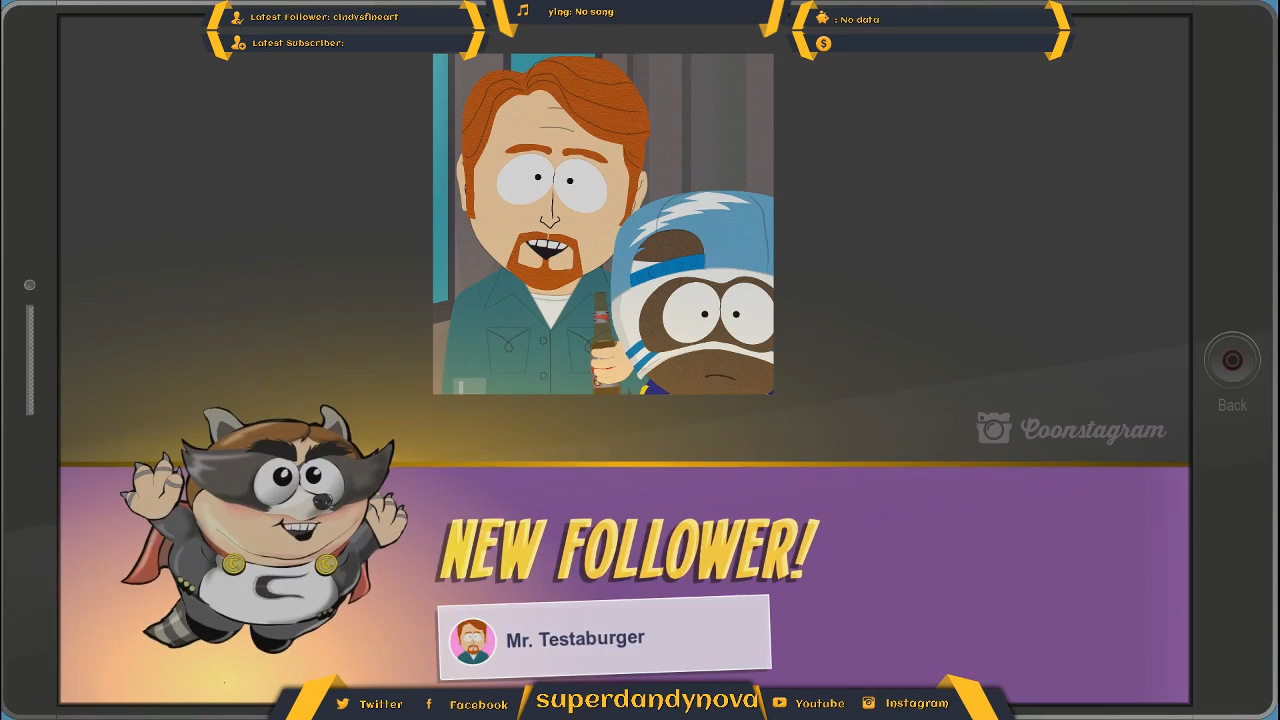 Latest Follower: cindysfineart
Latest Subscriber:
ying: No song
: No data
Back
Coonstagram
NEW FOLLOWER!
Mr. Testaburger
Twitter
Facebook
superdandynova
Youtube
Instagram